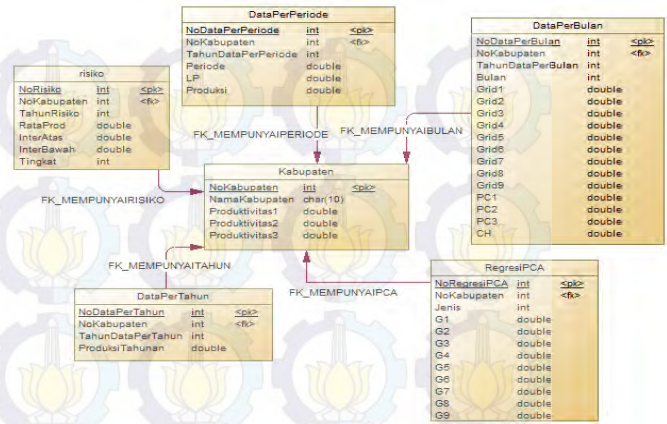 DataPerPeriode
NoDataPerPeriode int <pk>
NoKabupaten int <fk>
TahunDataPerPeriode int
Periode double
LP double
Produksi double
DataPerBulan
NoDataPerBulan int <pk>
NoKabupaten int <fk>
TahunDataPerBulan int
Bulan int
Grid1 double
Grid2 double
Grid3 double
Grid4 double
Grid5 double
Grid6 double
Grid7 double
Grid8 double
Grid9 double
PC1 double
PC2 double
PC3 double
CH double
risiko
NoRisiko int <pk>
NoKabupaten int <fk>
TahunRisiko int
RataProd double
InterAtas double
InterBawah double
Tingkat int
FK_MEMPUNYAIPERIODE
FK_MEMPUNYAIBULAN
Kabupaten
NoKabupaten int <pk>
NamaKabupaten char(10)
Produktivitas1 double
Produktivitas2 double
Produktivitas3 double
FK_MEMPUNYAIRISIKO
FK_MEMPUNYAITAHUN
FK_MEMPUNYAIPCA
DataPerTahun
NoDataPerTahun int <pk>
NoKabupaten int <fk>
TahunDataPerTahun int
ProduksiTahunan double
RegresiPCA
NoRegresiPCA int <pk>
NoKabupaten int <fk>
Jenis int
G1 double
G2 double
G3 double
G4 double
G5 double
G6 double
G7 double
G8 double
G9 double